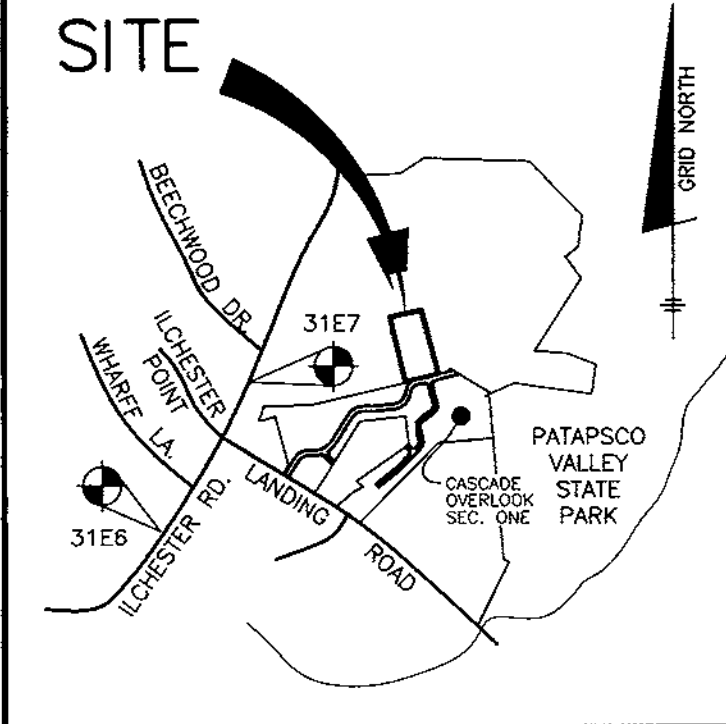 SITE
GRID NORTH
BEECHWOOD DR.
31E7
ILCHESTER
POINT
WHARFF LA.
PATAPSCO
VALLEY
STATE
PARK
LANDING
ROAD
CASCADE
OVERLOOK
SEC. ONE
31E6
ILCHESTER RD.